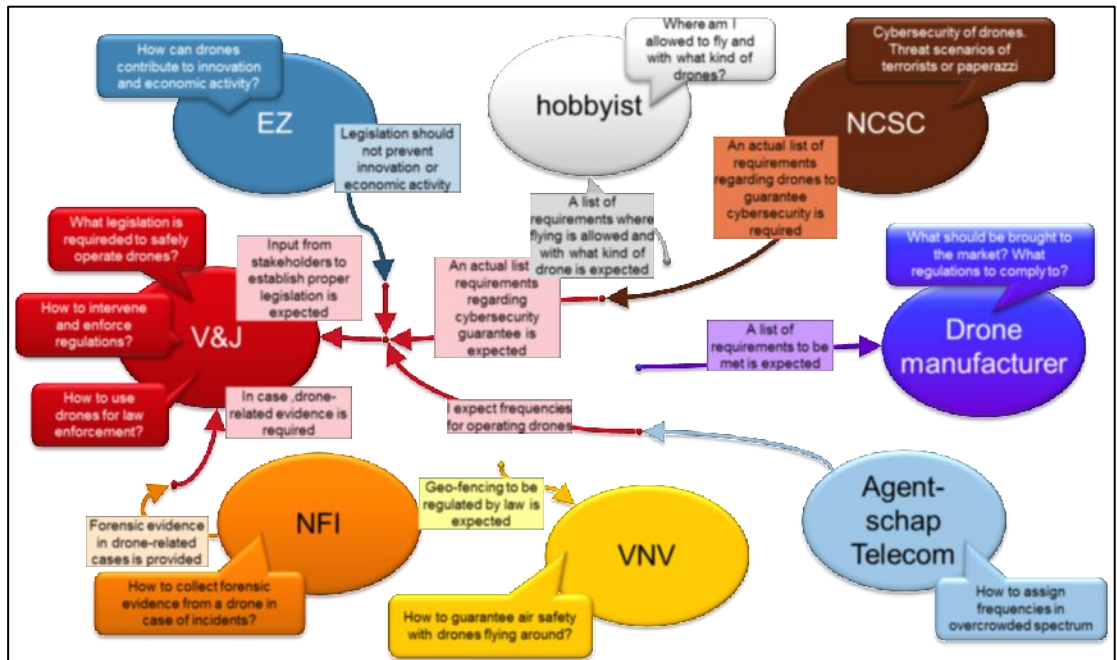 How can drones
contribute to innovation
and economic activity?
EZ
Legislation should
not prevent
innovation or
economic activity
Where am I
allowed to fly and
with what kind of
drones?
hobbyist
A list of
requirements where
flying is allowed and
with what kind of
drone is expected
Cybersecurity of drones.
Threat scenarios of
terrorists or paperazzi
NCSC
An actual list of
requirements
regarding drones to
guarantee
cybersecurity is
required
What legislation is
requireded to safely
operate drones?
How to intervene
and enforce
regulations?
How to use
drones for law
enforcement?
V&J
Input from
stakeholders to
establish proper
legislation is
expected
An actual list of
requirements
regarding
cybersecurity
guarantee is
expected
What should be brought to
the market? What
regulations to comply to?
Drone
manufacturer
A list of
requirements to be
met is expected
In case ,drone-
related evidence is
required
I expect frequencies
for operating drones
Forensic evidence
in drone-related
cases is provided
NFI
How to collect forensic
evidence from a drone in
case of incidents?
Geo-fencing to be
regulated by law is
expected
VNV
How to guarantee air safety
with drones flying around?
Agent-
schap
Telecom
How to assign
frequencies in
overcrowded spectrum